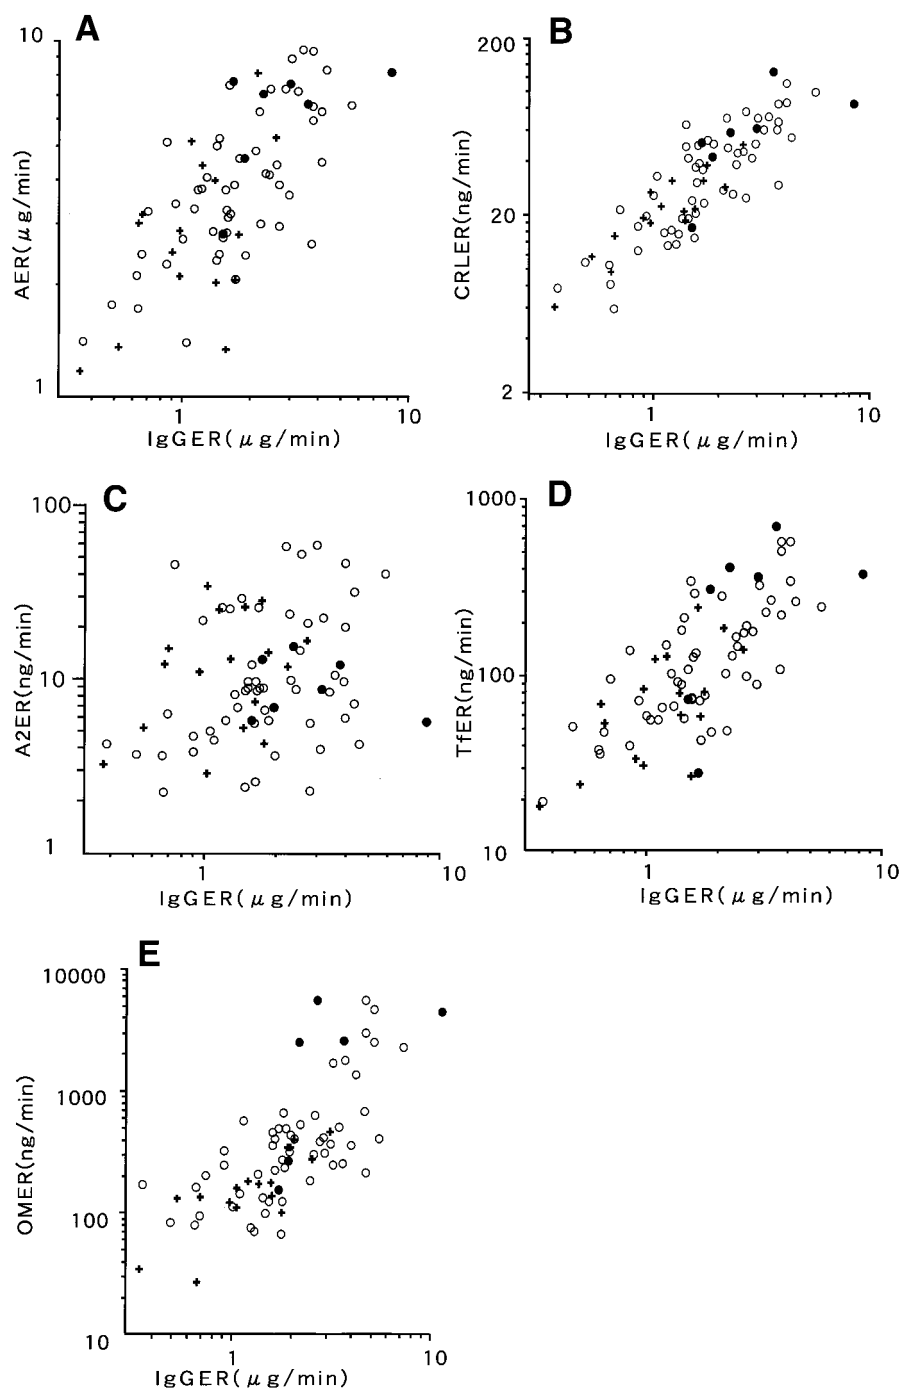 A
10
AER(μg/min)
1
1
10
IgGER(μg/min)
B
200
CRLER(ng/min)
20
2
1
10
IgGER(μg/min)
C
100
A2ER(ng/min)
10
1
1
10
IgGER(μg/min)
D
1000
TfER(ng/min)
100
10
1
10
IgGER(μg/min)
E
10000
1000
OMER(ng/min)
100
10
1
10
IgGER(μg/min)